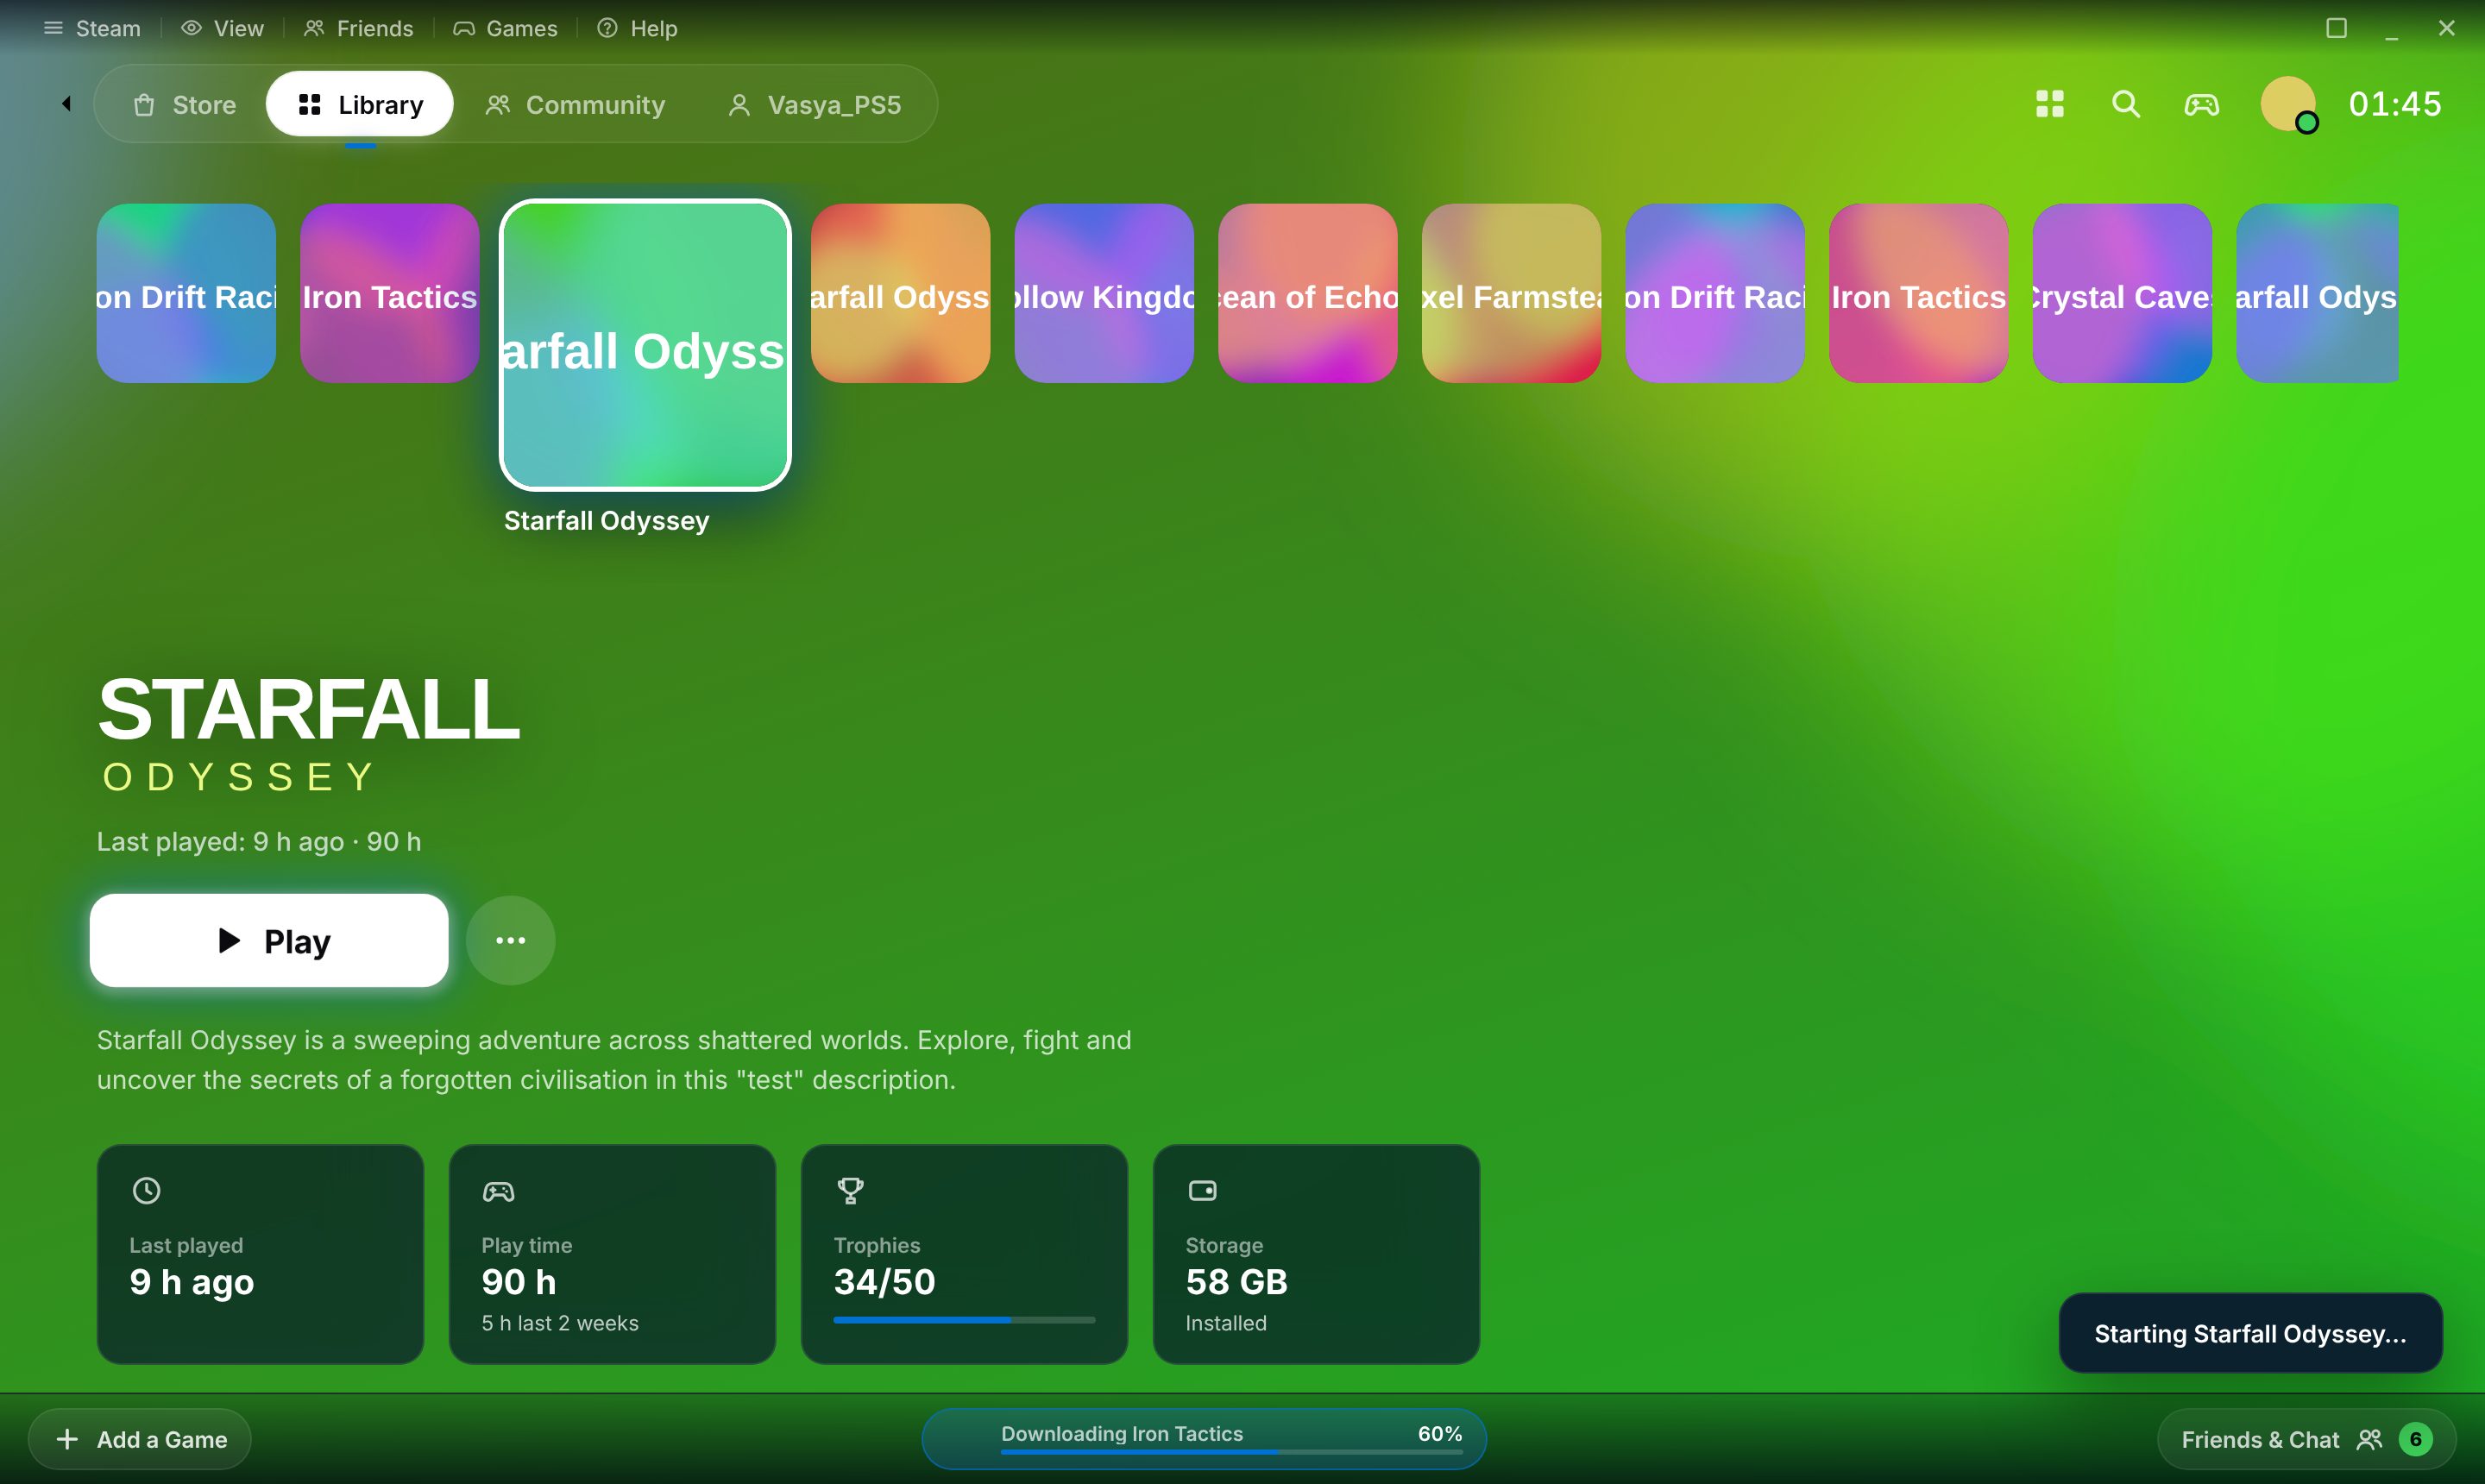 Steam View Friends Games Help
Store Library Community Vasya_PS5 01:45
on Drift Raci Iron Tactics arfall Odyss arfall Odyss ollow Kingdo cean of Echo xel Farmstea on Drift Raci Iron Tactics Crystal Caves arfall Odys
Starfall Odyssey
STARFALL
ODYSSEY
Last played: 9 h ago · 90 h
Play
Starfall Odyssey is a sweeping adventure across shattered worlds. Explore, fight and
uncover the secrets of a forgotten civilisation in this "test" description.
Last played
9 h ago
Play time
90 h
5 h last 2 weeks
Trophies
34/50
Storage
58 GB
Installed
Starting Starfall Odyssey...
Add a Game
Downloading Iron Tactics 60%
Friends & Chat 6